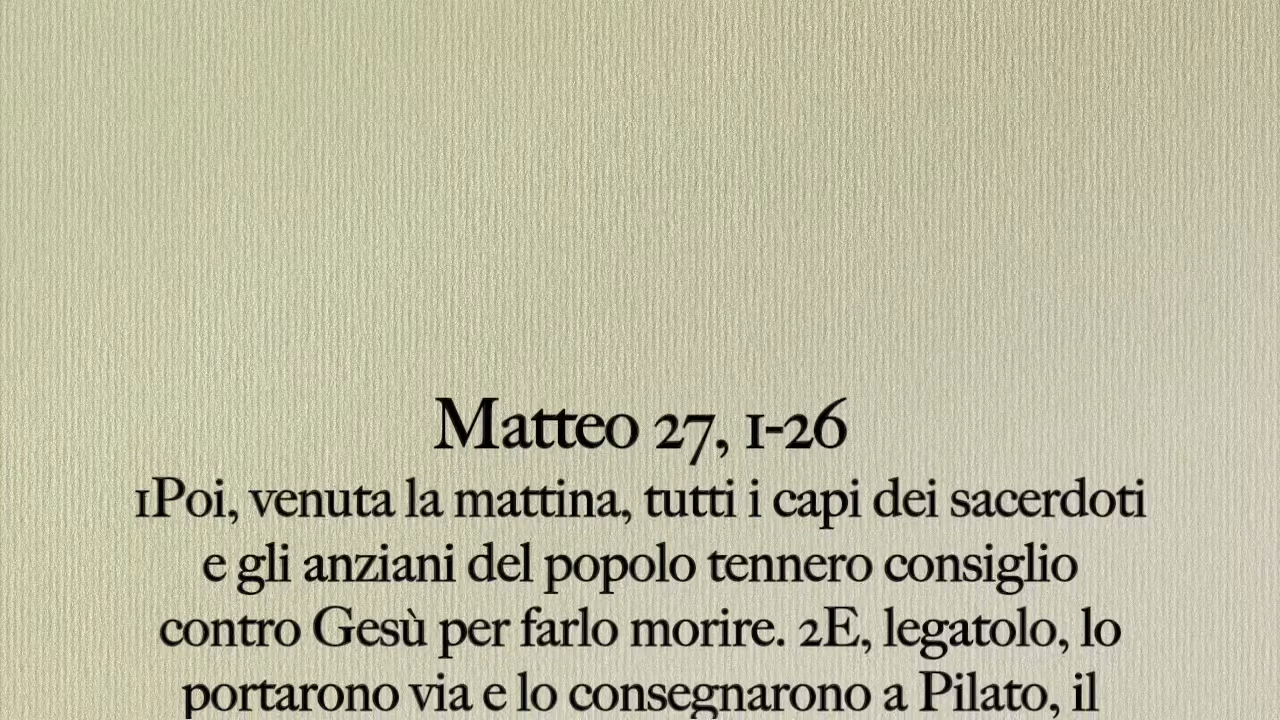 Matteo 27, 1-26
1Poi, venuta la mattina, tutti i capi dei sacerdoti
e gli anziani del popolo tennero consiglio
contro Gesù per farlo morire. 2E, legatolo, lo
portarono via e lo consegnarono a Pilato, il